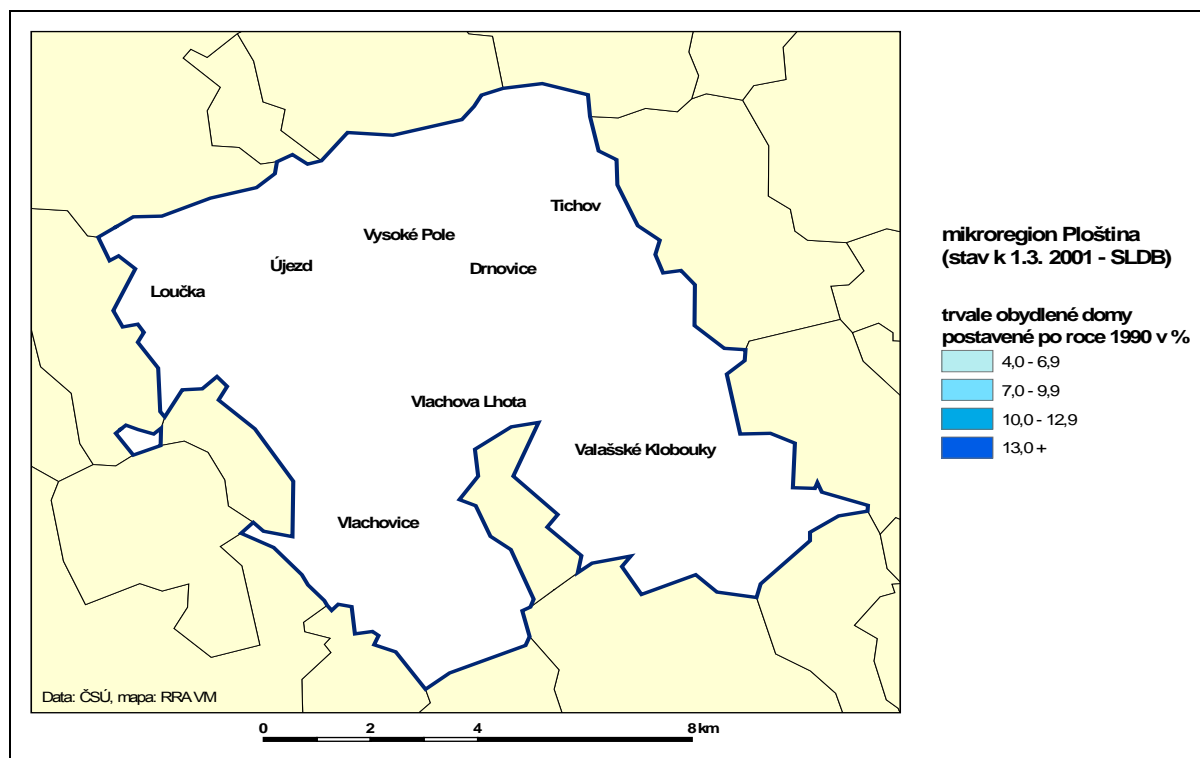 Tichov
Vysoké Pole
Újezd
Drnovice
Loučka
Vlachova Lhota
Valašské Klobouky
Vlachovice
Data: ČSÚ, mapa: RRA VM
0 2 4 8 km
mikroregion Ploština
(stav k 1.3. 2001 - SLDB)
trvale obydlené domy
postavené po roce 1990 v %
4,0 - 6,9
7,0 - 9,9
10,0 - 12,9
13,0 +